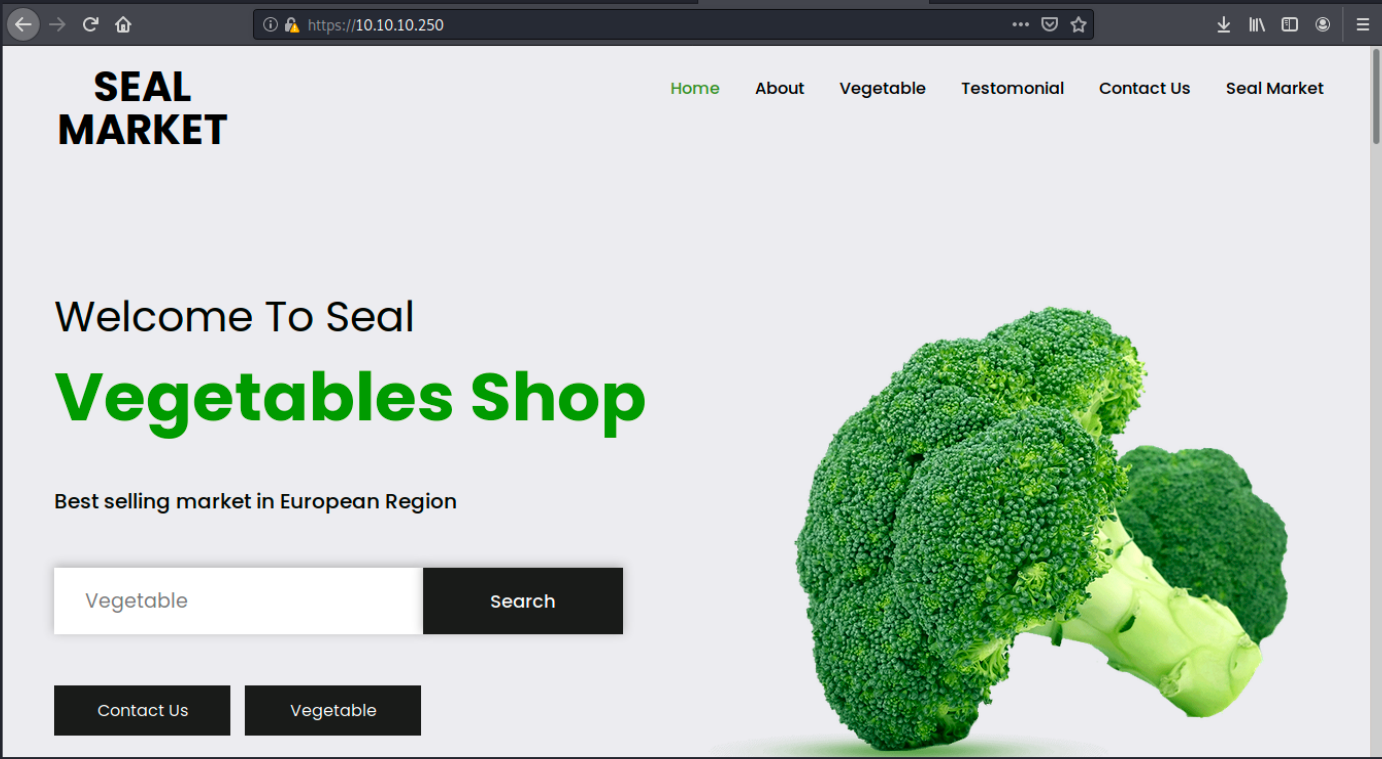 https://10.10.10.250
SEAL
MARKET
Home About Vegetable Testomonial Contact Us Seal Market
Welcome To Seal
Vegetables Shop
Best selling market in European Region
Vegetable Search
Contact Us Vegetable